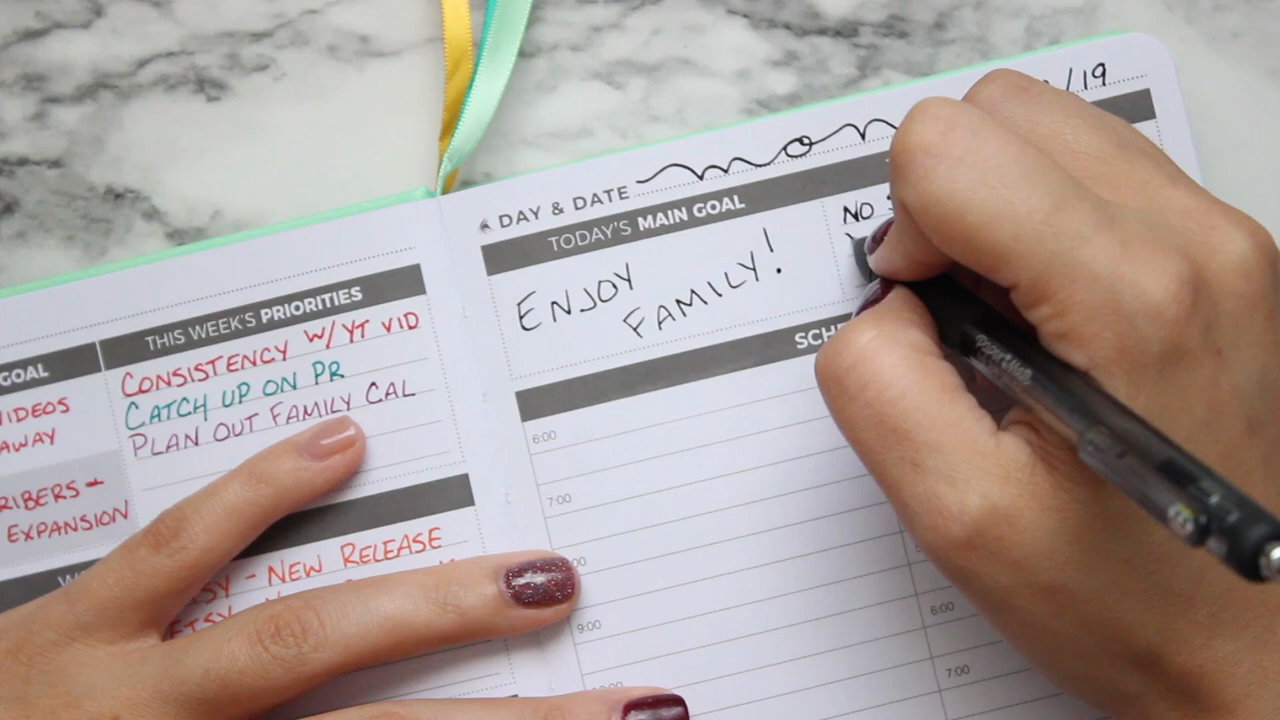 GOAL
VIDEOS
AWAY
EXPANSION
THIS WEEK'S PRIORITIES
CONSISTENCY W/ YT VID
CATCH UP ON PR
PLAN OUT FAMILY CAL
- NEW RELEASE
DAY & DATE mon /19
TODAY'S MAIN GOAL
ENJOY
FAMILY!
NO
6:00
7:00
9:00
6:00
7:00
PaperMate